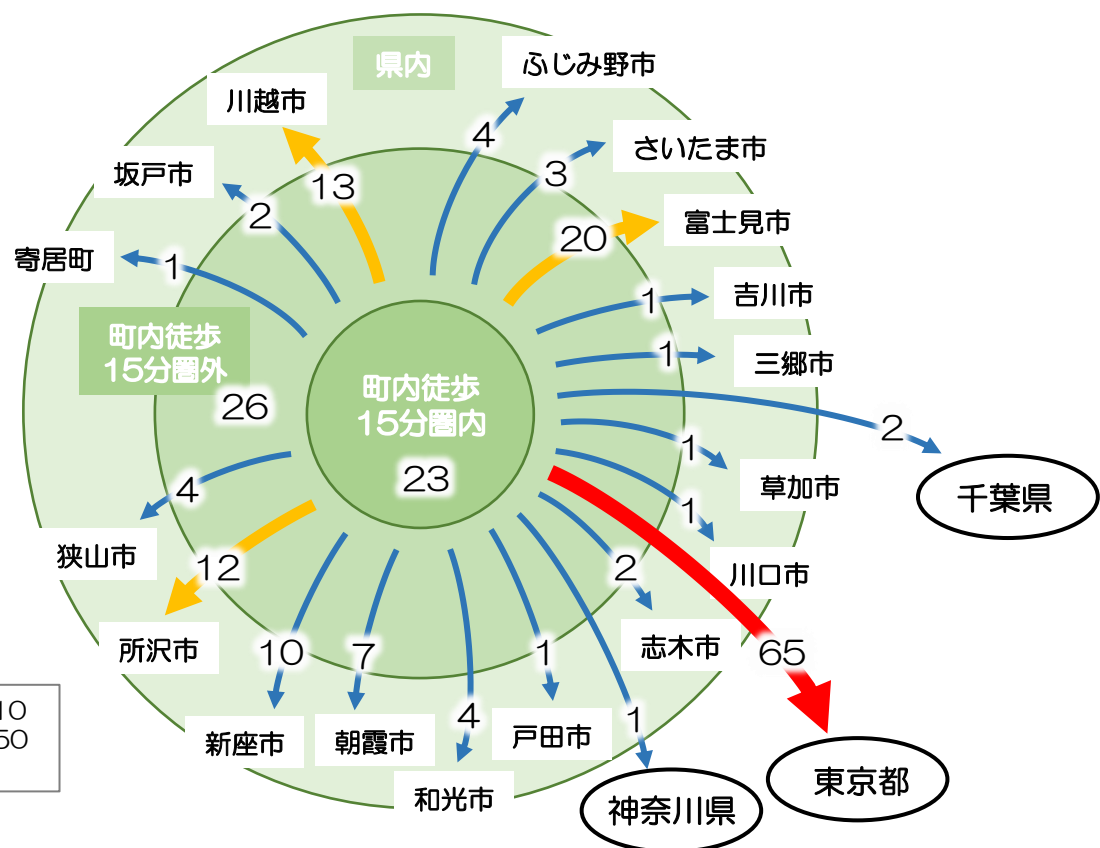 県内
ふじみ野市
川越市
4
さいたま市
坂戸市
13
3
富士見市
2
20
寄居町
1
吉川市
1
町内徒歩
15分圏外
26
町内徒歩
15分圏内
23
1
三郷市
2
千葉県
1
草加市
1
川口市
4
狭山市
12
所沢市
2
志木市
65
東京都
10
新座市
7
朝霞市
4
和光市
1
戸田市
1
神奈川県
10
50